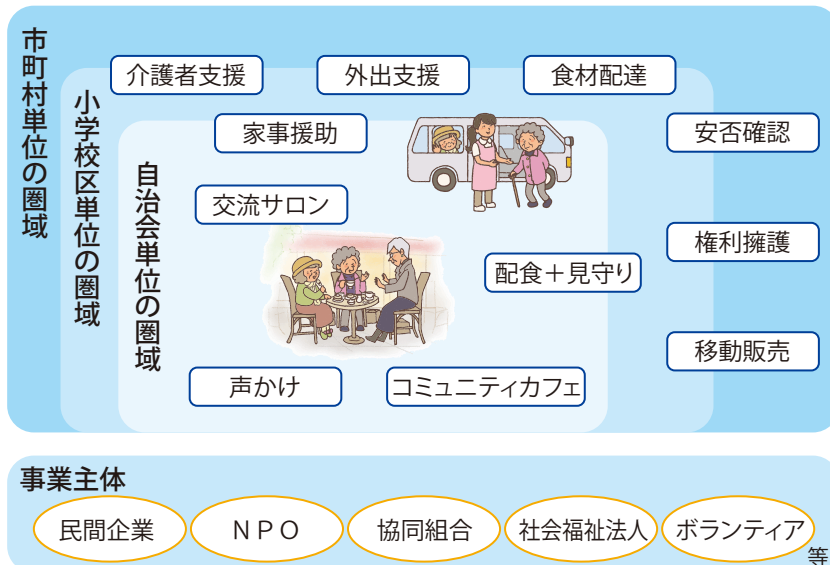 市町村単位の圏域
小学校区単位の圏域
自治会単位の圏域
介護者支援
外出支援
食材配達
家事援助
安否確認
交流サロン
権利擁護
配食＋見守り
移動販売
声かけ
コミュニティカフェ
事業主体
民間企業
ＮＰＯ
協同組合
社会福祉法人
ボランティア
等